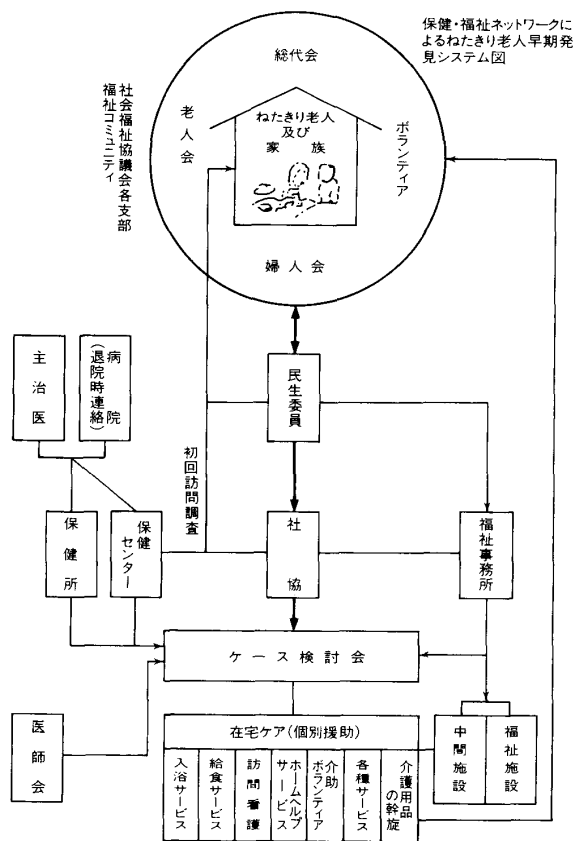 保健・福祉ネットワークに
よるねたきり老人早期発
見システム図
総代会
老人会
ねたきり老人
及び
家族
ボランティア
婦人会
社会福祉協議会各支部
福祉コミュニティ
民生委員
主治医
病院
(退院時連絡)
初回訪問調査
保健所
保健
センター
社協
福祉事務所
ケース検討会
医師会
在宅ケア(個別援助)
入浴サービス
給食サービス
訪問看護
ホームヘルプ
サービス
介助
ボランティア
各種サービス
介護用品
の斡旋
中間施設
福祉施設